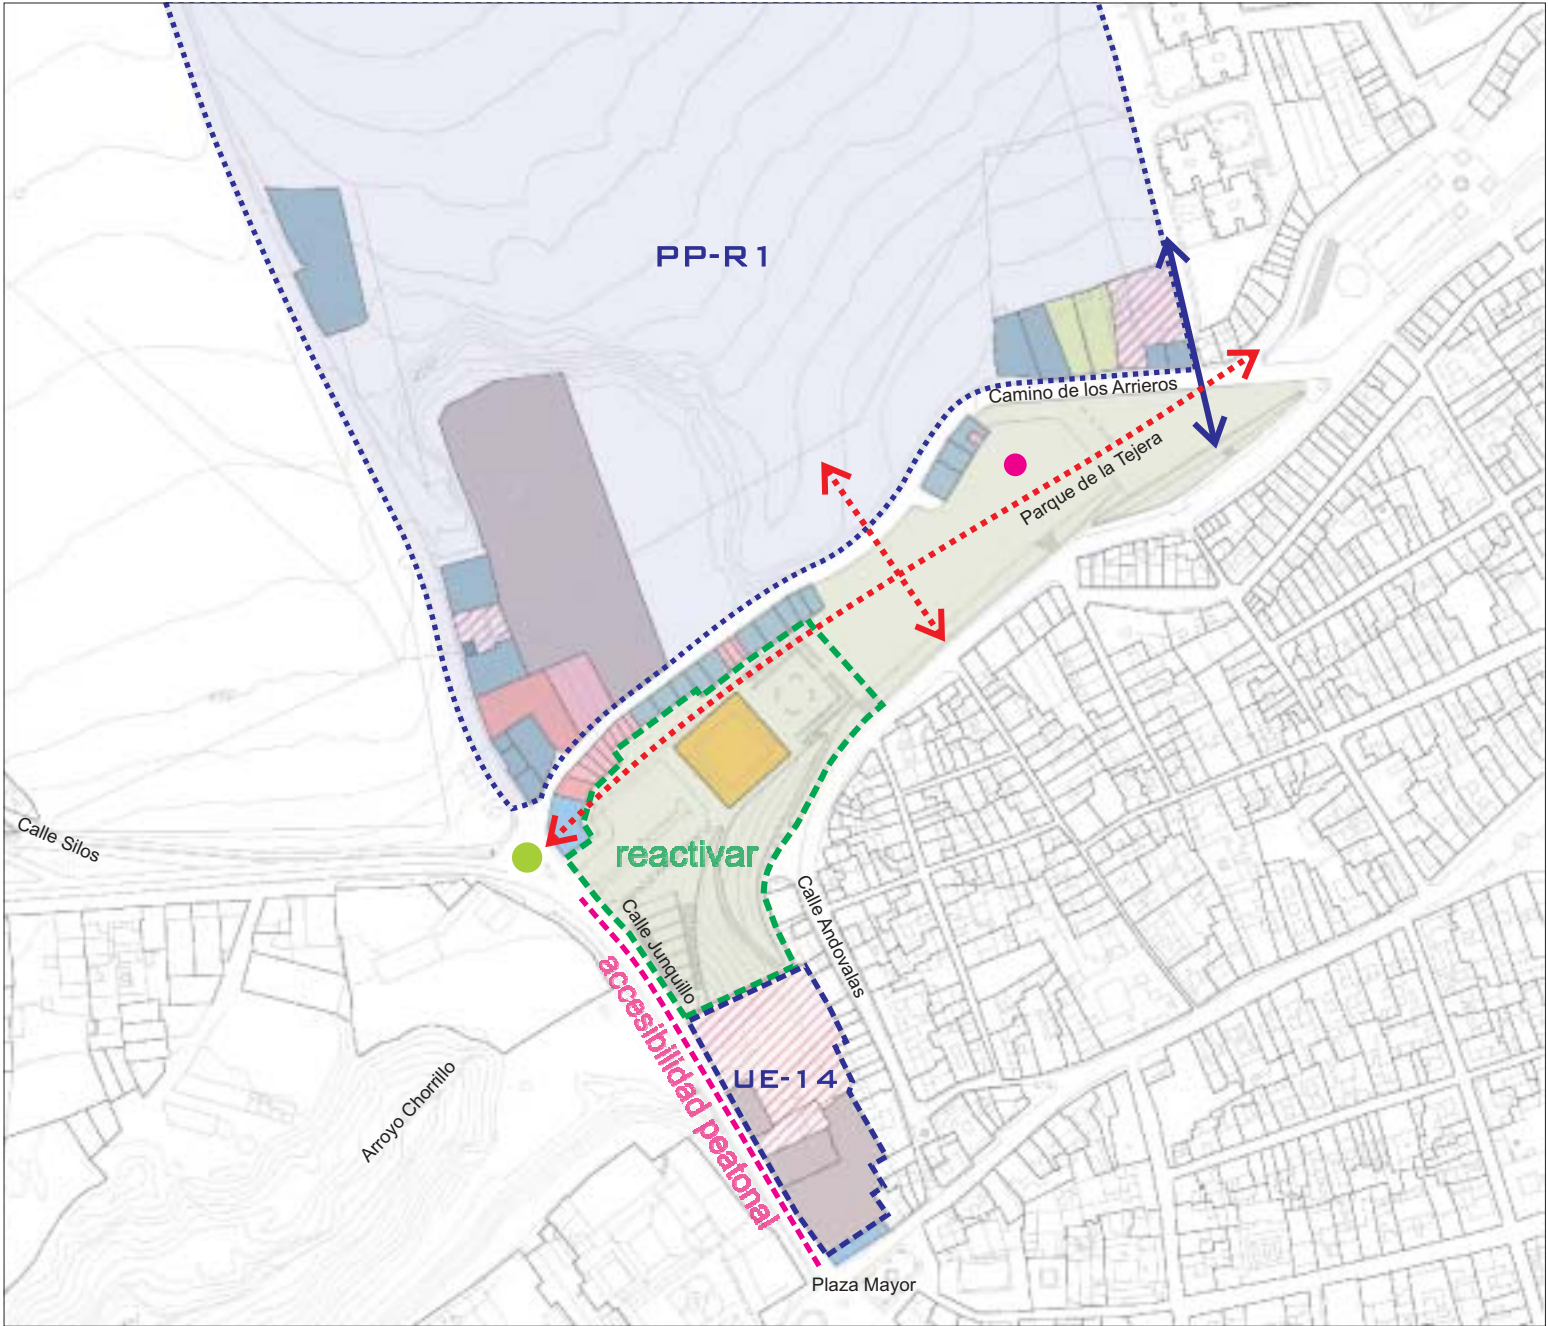 PP-R1
Camino de los Arrieros
Parque de la Tejera
Calle Silos
reactivar
Calle Junquillo
Calle Andovalas
accesibilidad peatonal
UE-14
Arroyo Chorrillo
Plaza Mayor